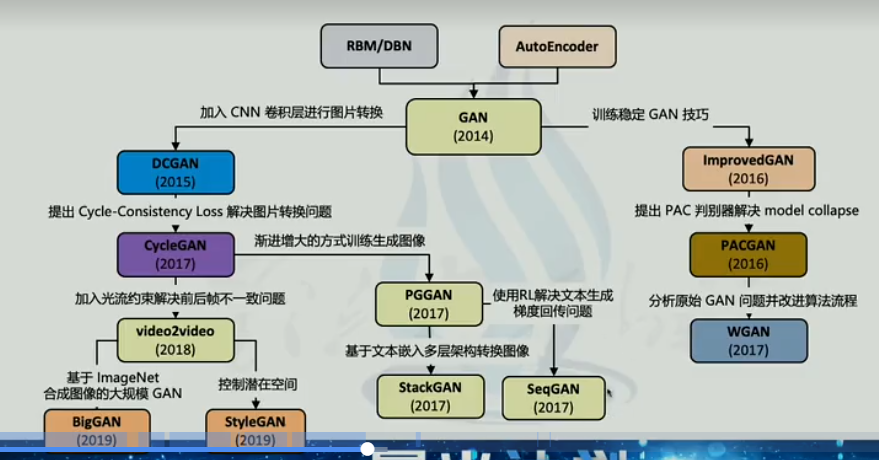 RBM/DBN
AutoEncoder
GAN
(2014)
加入 CNN 卷积层进行图片转换
训练稳定 GAN 技巧
DCGAN
(2015)
ImprovedGAN
(2016)
提出 Cycle-Consistency Loss 解决图片转换问题
提出 PAC 判别器解决 model collapse
CycleGAN
(2017)
渐进增大的方式训练生成图像
PACGAN
(2016)
加入光流约束解决前后帧不一致问题
PGGAN
(2017)
使用RL解决文本生成
梯度回传问题
分析原始 GAN 问题并改进算法流程
video2video
(2018)
WGAN
(2017)
基于文本嵌入多层架构转换图像
基于 ImageNet
合成图像的大规模 GAN
控制潜在空间
StackGAN
(2017)
SeqGAN
(2017)
BigGAN
(2019)
StyleGAN
(2019)